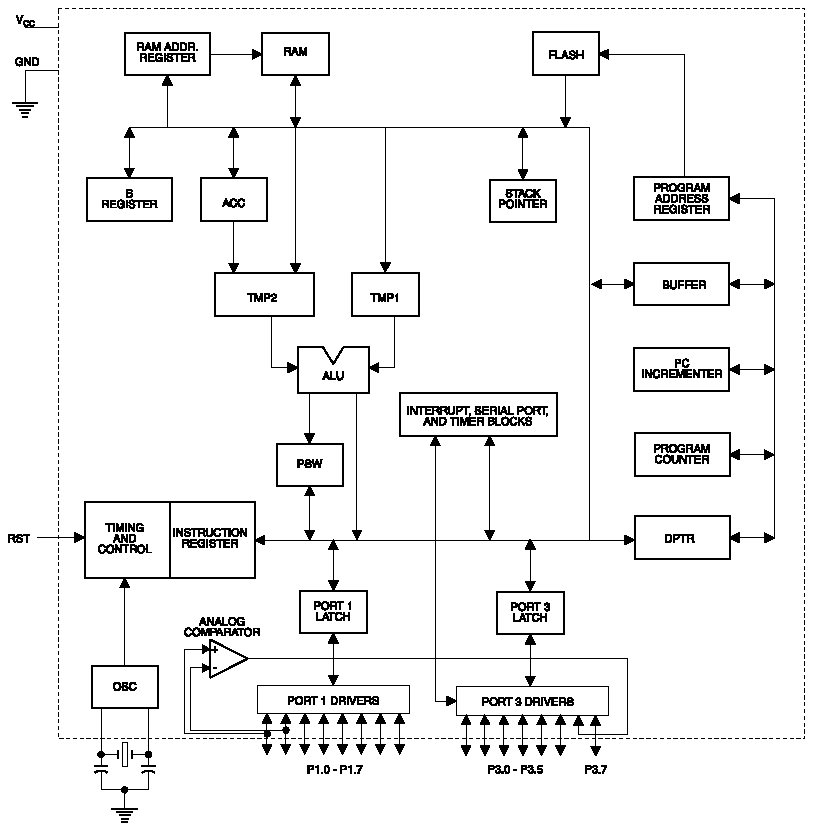 VCC
RAM ADDR.
REGISTER
RAM
FLASH
GND
B
REGISTER
ACC
STACK
POINTER
PROGRAM
ADDRESS
REGISTER
TMP2
TMP1
BUFFER
ALU
PC
INCREMENTER
INTERRUPT, SERIAL PORT,
AND TIMER BLOCKS
PSW
PROGRAM
COUNTER
RST
TIMING
AND
CONTROL
INSTRUCTION
REGISTER
DPTR
PORT 1
LATCH
PORT 3
LATCH
ANALOG
COMPARATOR
+
-
OSC
PORT 1 DRIVERS
PORT 3 DRIVERS
P1.0 - P1.7
P3.0 - P3.5
P3.7